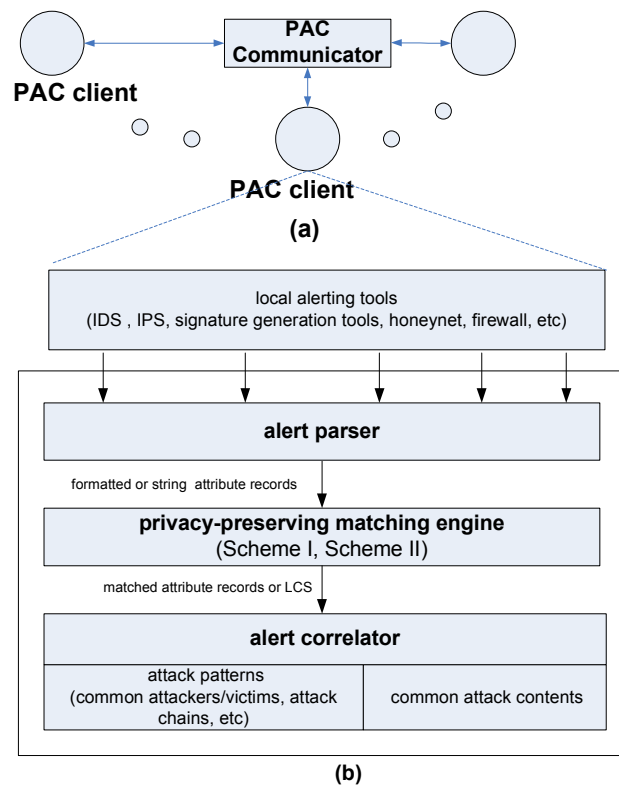 PAC
Communicator
PAC client
PAC client
(a)
local alerting tools
(IDS , IPS, signature generation tools, honeynet, firewall, etc)
alert parser
formatted or string attribute records
privacy-preserving matching engine
(Scheme I, Scheme II)
matched attribute records or LCS
alert correlator
attack patterns
(common attackers/victims, attack
chains, etc)
common attack contents
(b)